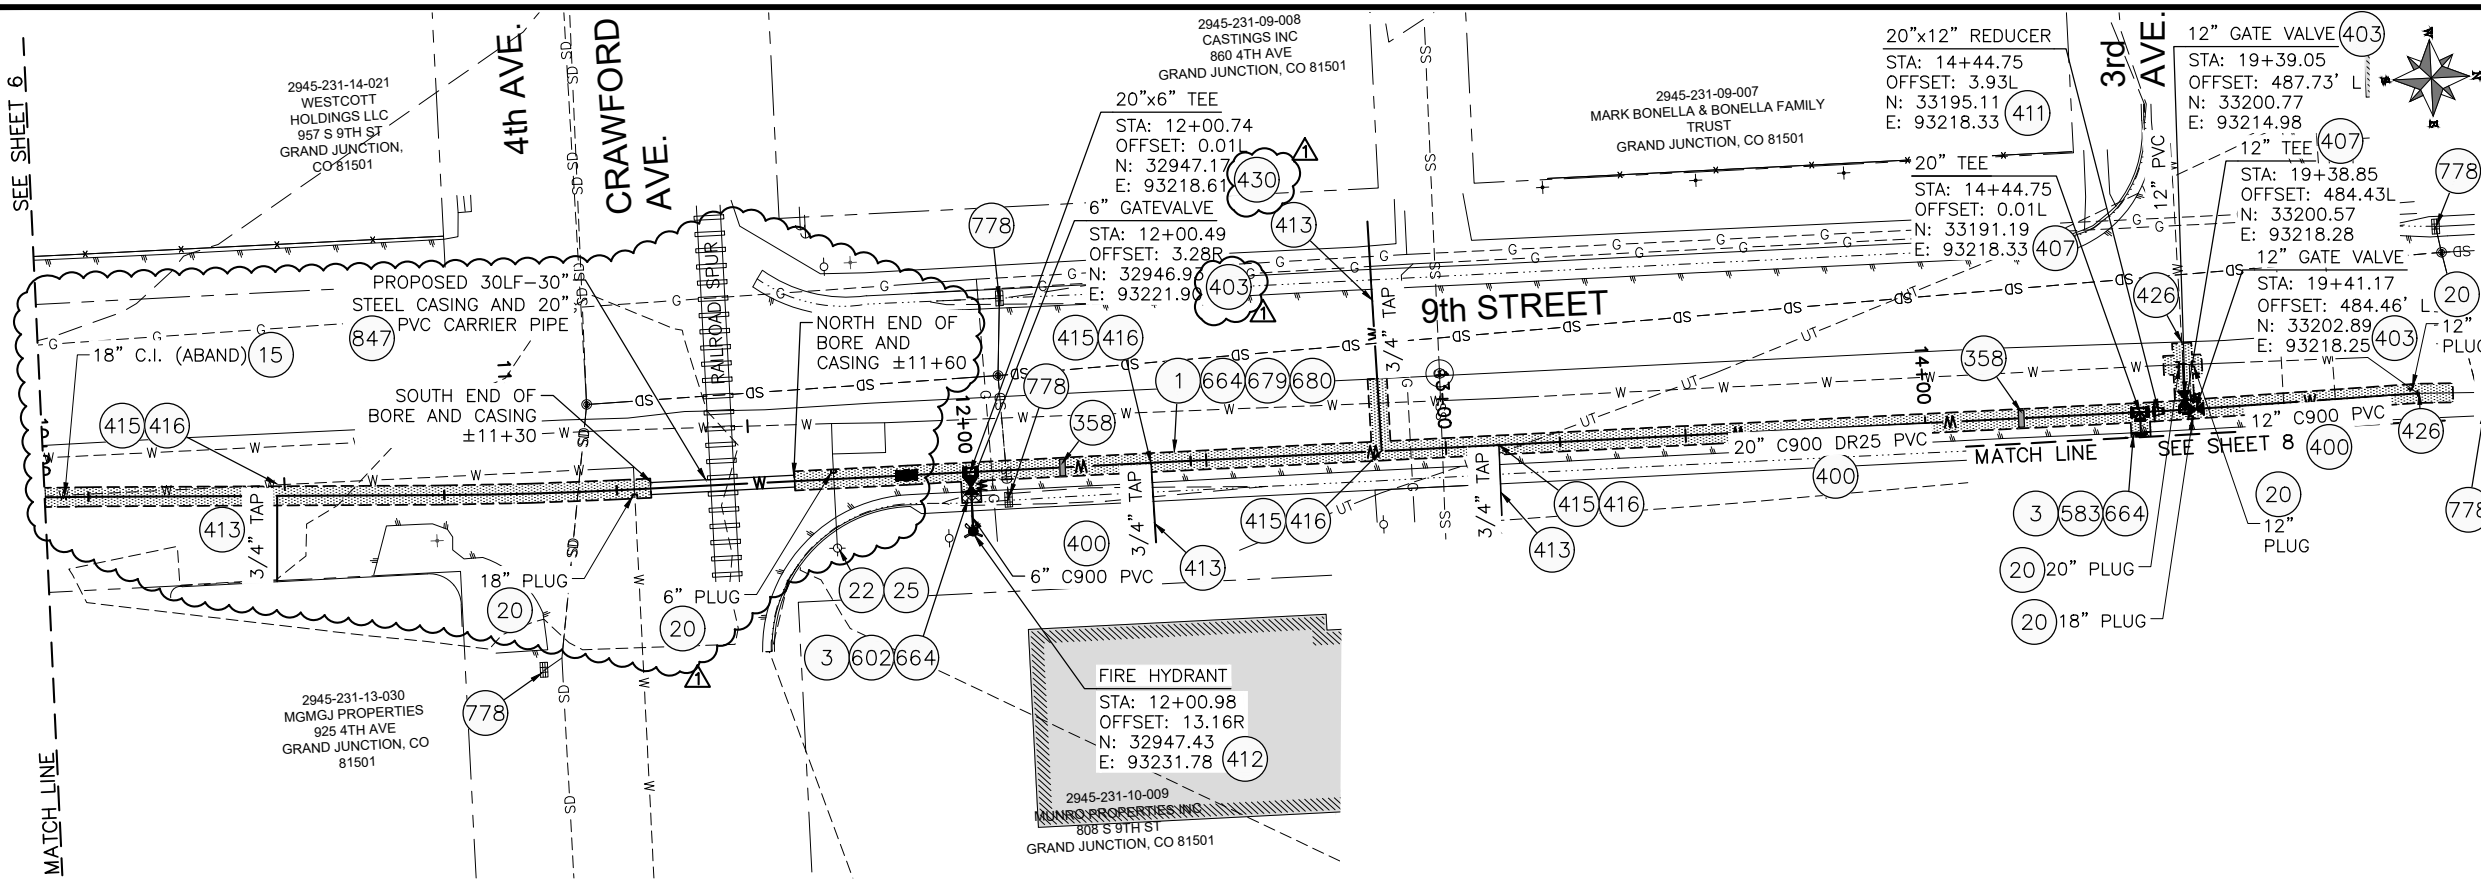 SEE SHEET 6
MATCH LINE
2945-231-14-021
WESTCOTT
HOLDINGS LLC
957 S 9TH ST
GRAND JUNCTION,
CO 81501
4th AVE.
CRAWFORD
AVE.
SD
RAILROAD SPUR
PROPOSED 30LF-30"
STEEL CASING AND 20"
PVC CARRIER PIPE
847
18" C.I. (ABAND)
15
11
SOUTH END OF
BORE AND CASING
±11+30
NORTH END OF
BORE AND
CASING ±11+60
415
416
413
3/4" TAP
18" PLUG
20
6" PLUG
20
22
25
3
602
664
1
778
2945-231-13-030
MGMGJ PROPERTIES
925 4TH AVE
GRAND JUNCTION, CO
81501
2945-231-09-008
CASTINGS INC
860 4TH AVE
GRAND JUNCTION, CO 81501
20"x6" TEE
STA: 12+00.74
OFFSET: 0.01L
N: 32947.17
E: 93218.61
430
1
6" GATEVALVE
STA: 12+00.49
OFFSET: 3.28R
N: 32946.93
E: 93221.90
403
1
778
415
416
778
358
12+00
1
664
679
680
413
3/4" TAP
9th STREET
13+00
400
6" C900 PVC
3/4" TAP
413
415
416
3/4" TAP
415
416
413
FIRE HYDRANT
STA: 12+00.98
OFFSET: 13.16R
N: 32947.43
E: 93231.78
412
2945-231-10-009
MUNRO PROPERTIES INC
808 S 9TH ST
GRAND JUNCTION, CO 81501
2945-231-09-007
MARK BONELLA & BONELLA FAMILY
TRUST
GRAND JUNCTION, CO 81501
20"x12" REDUCER
STA: 14+44.75
OFFSET: 3.93L
N: 33195.11
E: 93218.33
411
20" TEE
STA: 14+44.75
OFFSET: 0.01L
N: 33191.19
E: 93218.33
407
3rd
AVE.
12" PVC
12" GATE VALVE
403
STA: 19+39.05
OFFSET: 487.73' L
N: 33200.77
E: 93214.98
12" TEE
407
STA: 19+38.85
OFFSET: 484.43L
N: 33200.57
E: 93218.28
12" GATE VALVE
STA: 19+41.17
OFFSET: 484.46' L
N: 33202.89
E: 93218.25
403
778
20
12"
PLUG
426
358
14+00
20" C900 DR25 PVC
400
MATCH LINE
SEE SHEET 8
12" C900 PVC
400
426
3
583
664
20
12"
PLUG
778
20
20" PLUG
20
18" PLUG